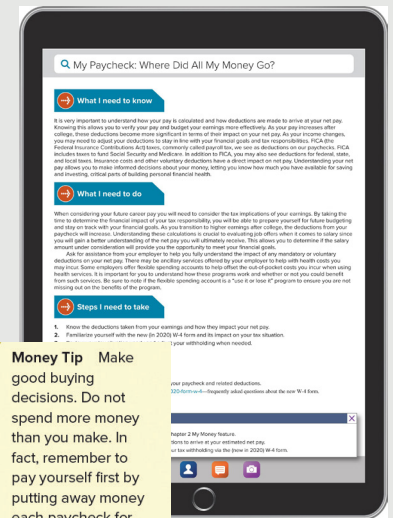 My Paycheck: Where Did All My Money Go?
What I need to know
It is very important to understand how your pay is calculated and how deductions are made to arrive at your net pay.
Knowing this allows you to verify your pay and budget your earnings more effectively. As your pay increases after
college, these deductions become more significant in terms of their impact on your net pay. As your income changes,
you may need to adjust your deductions to stay in line with your financial goals and tax responsibilities. FICA (the
Federal Insurance Contributions Act) taxes, commonly called payroll tax, we see as deductions on our paychecks. FICA
includes taxes to fund Social Security and Medicare. In addition to FICA, you may also see deductions for federal, state,
and local taxes. Insurance costs and other voluntary deductions have a direct impact on net pay. Understanding your net
pay allows you to make informed decisions about your money, letting you know how much you have available for saving
and investing, critical parts of building personal financial health.
What I need to do
When considering your future career pay you will need to consider the tax implications of your earnings. By taking the
time to determine the financial impact of your tax responsibility, you will be able to prepare yourself for future budgeting
and stay on track with your financial goals. As you transition to higher earnings after college, the deductions from your
paycheck will increase. Understanding these calculations is crucial to evaluating job offers when it comes to salary since
you will gain a better understanding of the net pay you will ultimately receive. This allows you to determine if the salary
amount under consideration will provide you the opportunity to meet your financial goals.
Ask for assistance from your employer to help you fully understand the impact of any mandatory or voluntary
deductions on your net pay. There may be ancillary services offered by your employer to help with health costs you
may incur. Some employers offer flexible spending accounts to help offset the out-of-pocket costs you incur when using
health services. It is important for you to understand how these programs work and whether or not you could benefit
from such services. Be sure to note if the flexible spending account is a "use it or lose it" program to ensure you are not
missing out on the benefits of the program.
Steps I need to take
1. Know the deductions taken from your earnings and how they impact your net pay.
2. Familiarize yourself with the new (in 2020) W-4 form and its impact on your tax situation.
your withholding when needed.
your paycheck and related deductions.
2020-form-w-4—frequently asked questions about the new W-4 form.
Chapter 2 My Money feature.
tions to arrive at your estimated net pay.
ur tax withholding via the (new in 2020) W-4 form.
Money Tip Make
good buying
decisions. Do not
spend more money
than you make. In
fact, remember to
pay yourself first by
putting away money
each paycheck for